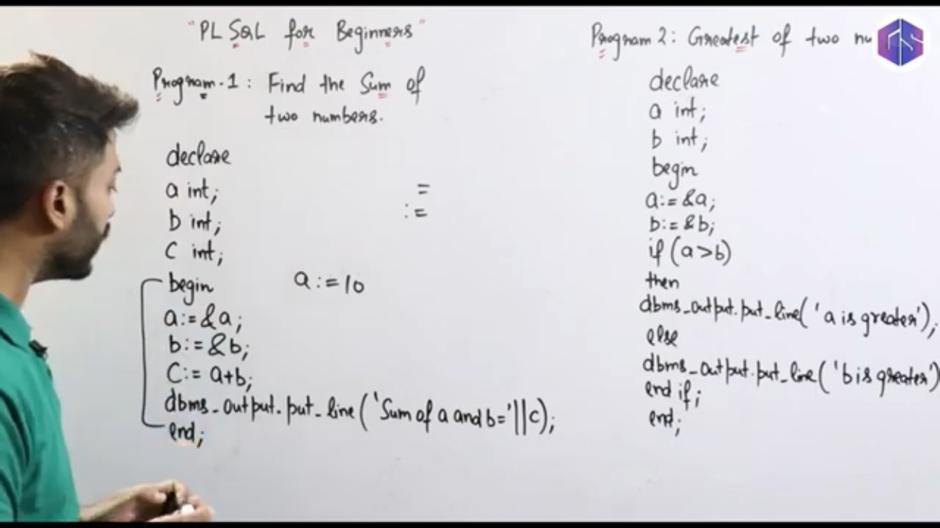 "PL SQL for Beginners"
Program-1: Find the Sum of
two numbers.
declare
a int;
b int;
C int;
begin
a:=&a;
b:=&b;
C:= a+b;
dbms_output.put_line('Sum of a and b='||c);
end;
=
:=
a:=10
Program 2: Greatest of two
declare
a int;
b int;
begin
a:=&a;
b:=&b;
if (a>b)
then
dbms_output.put_line('a is greater');
else
dbms_output.put_line('b is greater')
end if;
end;